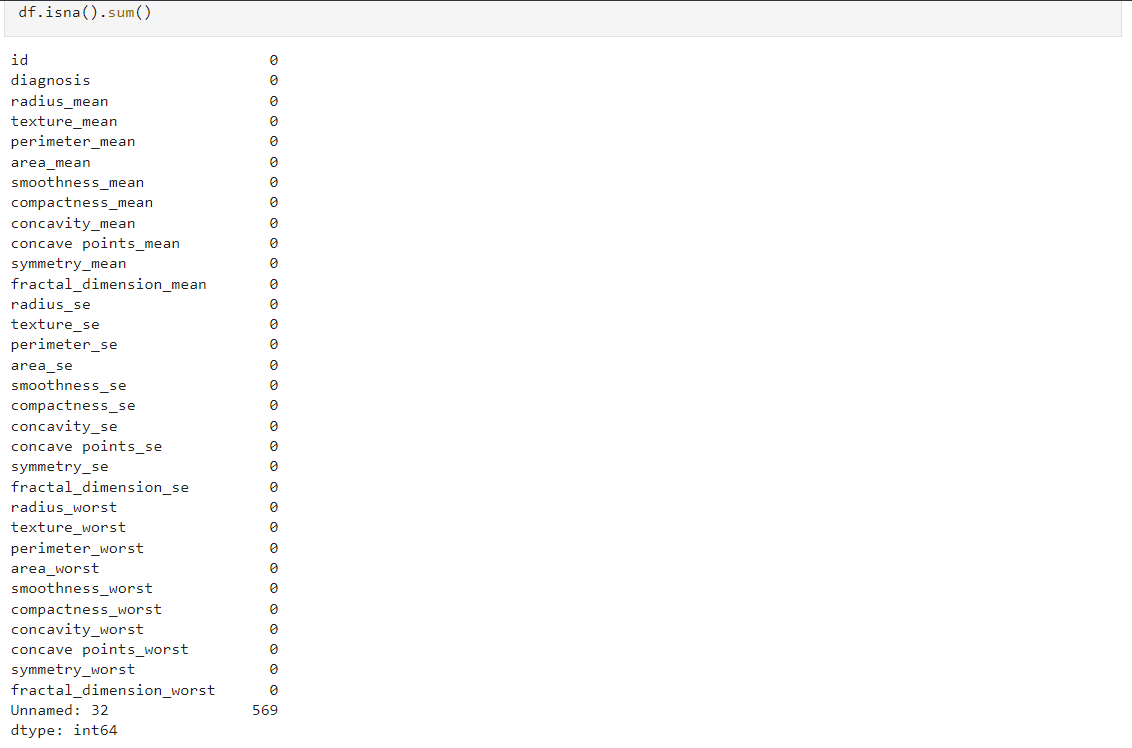 df.isna().sum()
id 0
diagnosis 0
radius_mean 0
texture_mean 0
perimeter_mean 0
area_mean 0
smoothness_mean 0
compactness_mean 0
concavity_mean 0
concave points_mean 0
symmetry_mean 0
fractal_dimension_mean 0
radius_se 0
texture_se 0
perimeter_se 0
area_se 0
smoothness_se 0
compactness_se 0
concavity_se 0
concave points_se 0
symmetry_se 0
fractal_dimension_se 0
radius_worst 0
texture_worst 0
perimeter_worst 0
area_worst 0
smoothness_worst 0
compactness_worst 0
concavity_worst 0
concave points_worst 0
symmetry_worst 0
fractal_dimension_worst 0
Unnamed: 32 569
dtype: int64